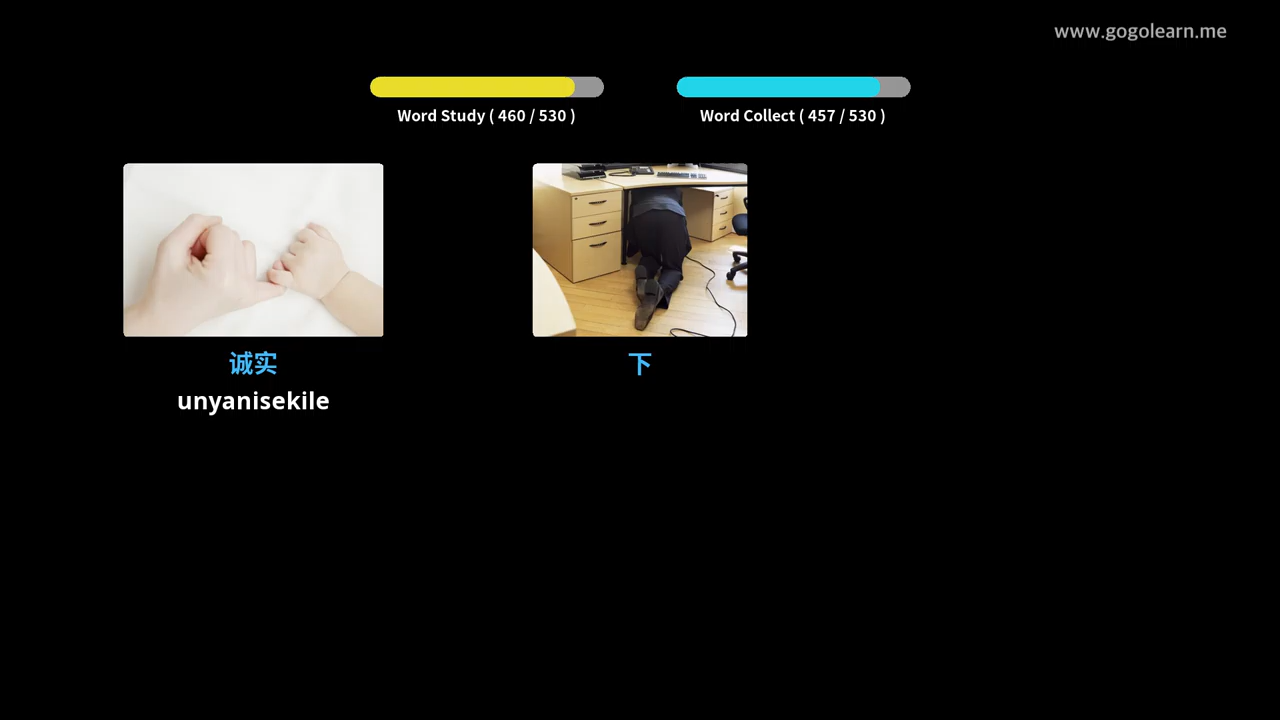 www.gogolearn.me
Word Study ( 460 / 530 )
Word Collect ( 457 / 530 )
诚实
unyanisekile
下